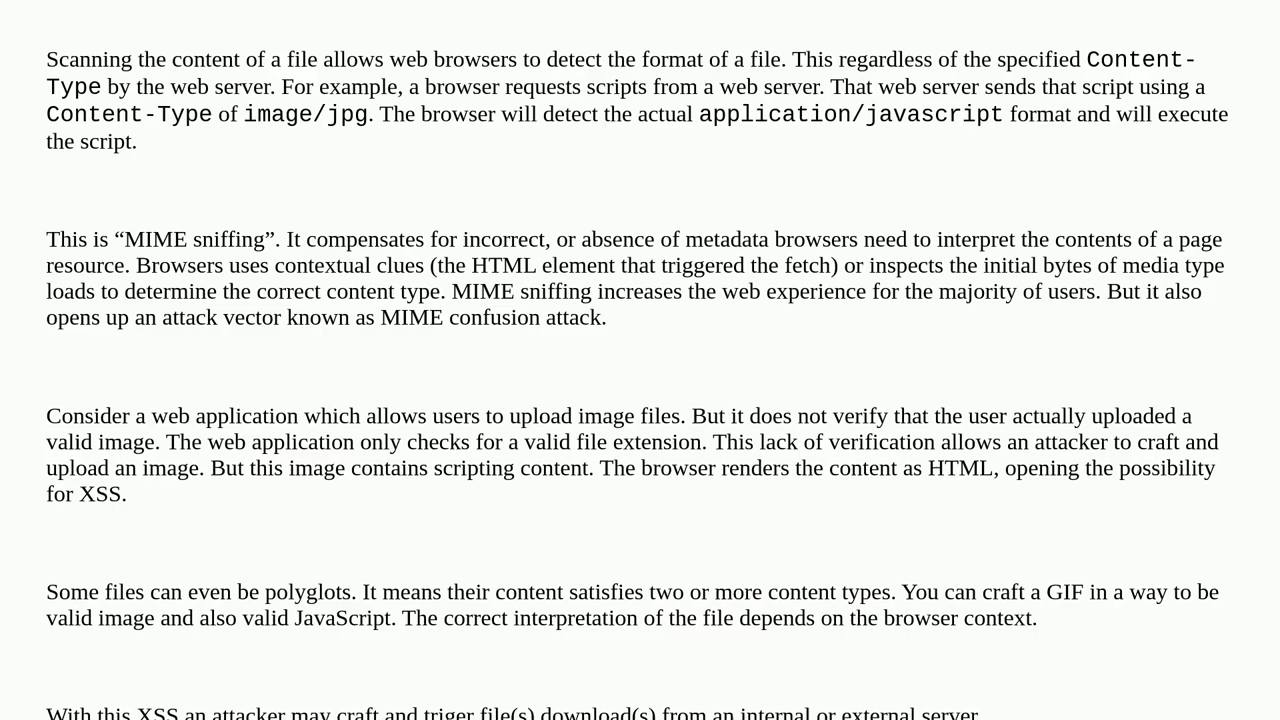 Scanning the content of a file allows web browsers to detect the format of a file. This regardless of the specified Content-
Type by the web server. For example, a browser requests scripts from a web server. That web server sends that script using a
Content-Type of image/jpg. The browser will detect the actual application/javascript format and will execute
the script.
This is “MIME sniffing”. It compensates for incorrect, or absence of metadata browsers need to interpret the contents of a page
resource. Browsers uses contextual clues (the HTML element that triggered the fetch) or inspects the initial bytes of media type
loads to determine the correct content type. MIME sniffing increases the web experience for the majority of users. But it also
opens up an attack vector known as MIME confusion attack.
Consider a web application which allows users to upload image files. But it does not verify that the user actually uploaded a
valid image. The web application only checks for a valid file extension. This lack of verification allows an attacker to craft and
upload an image. But this image contains scripting content. The browser renders the content as HTML, opening the possibility
for XSS.
Some files can even be polyglots. It means their content satisfies two or more content types. You can craft a GIF in a way to be
valid image and also valid JavaScript. The correct interpretation of the file depends on the browser context.
With this XSS an attacker may craft and triger file(s) download(s) from an internal or external server.